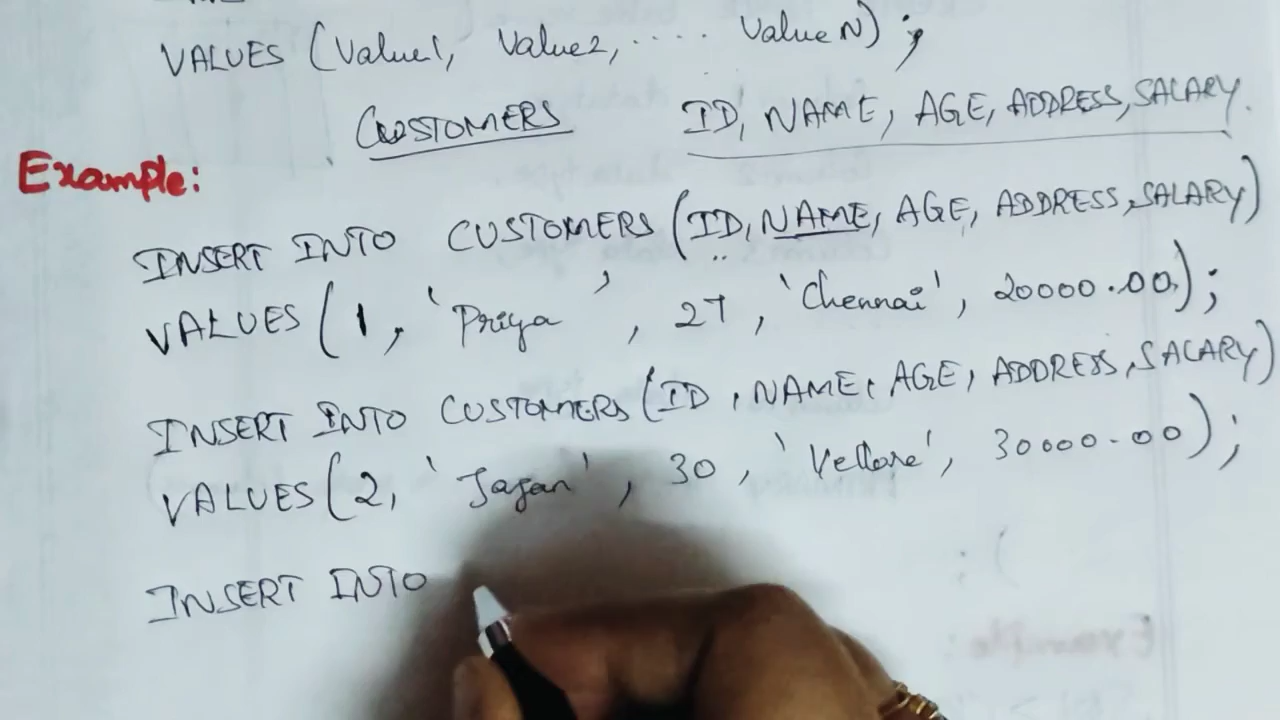 VALUES (Value1, Value2, ..... Value N) ;
CUSTOMERS ID, NAME, AGE, ADDRESS, SALARY.
Example:
INSERT INTO CUSTOMERS (ID, NAME, AGE, ADDRESS, SALARY)
VALUES (1, 'Priya', 27, 'Chennai', 20000.00);
INSERT INTO CUSTOMERS (ID, NAME, AGE, ADDRESS, SALARY)
VALUES (2, 'Jagan', 30, 'Vellore', 30000.00);
INSERT INTO